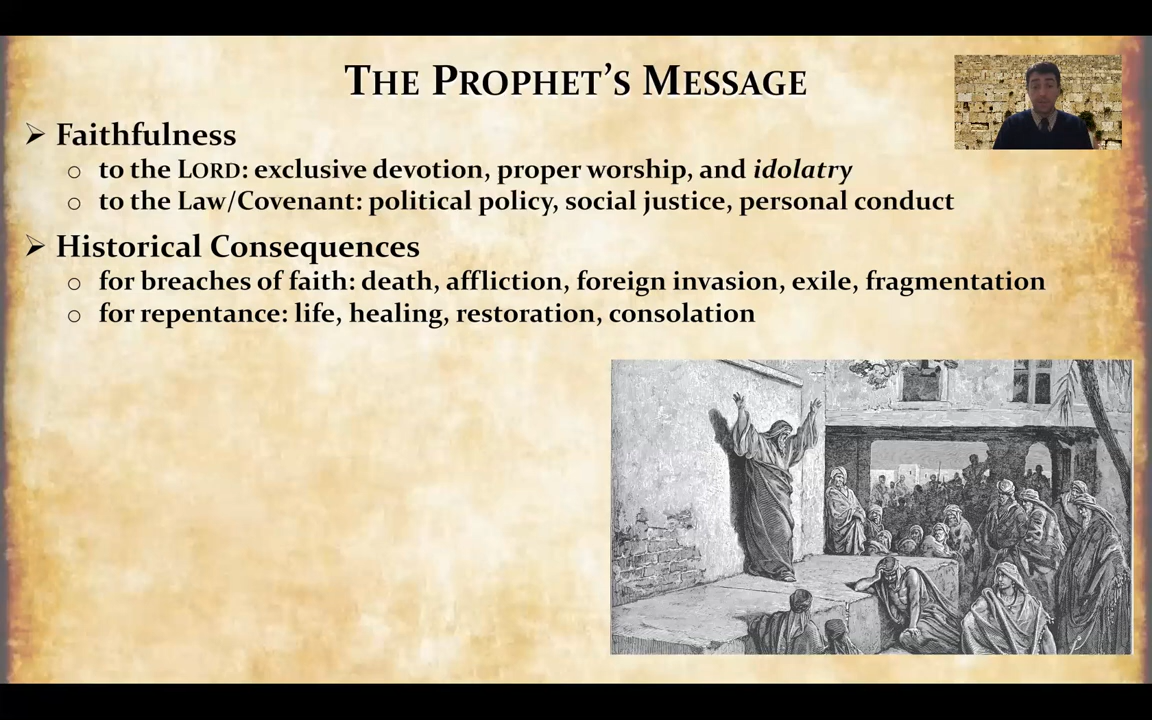 THE PROPHET’S MESSAGE
➢ Faithfulness
○ to the LORD: exclusive devotion, proper worship, and idolatry
○ to the Law/Covenant: political policy, social justice, personal conduct
➢ Historical Consequences
○ for breaches of faith: death, affliction, foreign invasion, exile, fragmentation
○ for repentance: life, healing, restoration, consolation